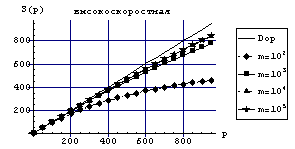 S(p)
высокоскоростная
800
600
400
200
200 400 600 800
p
Dop
m=10²
m=10³
m=10⁴
m=10⁵